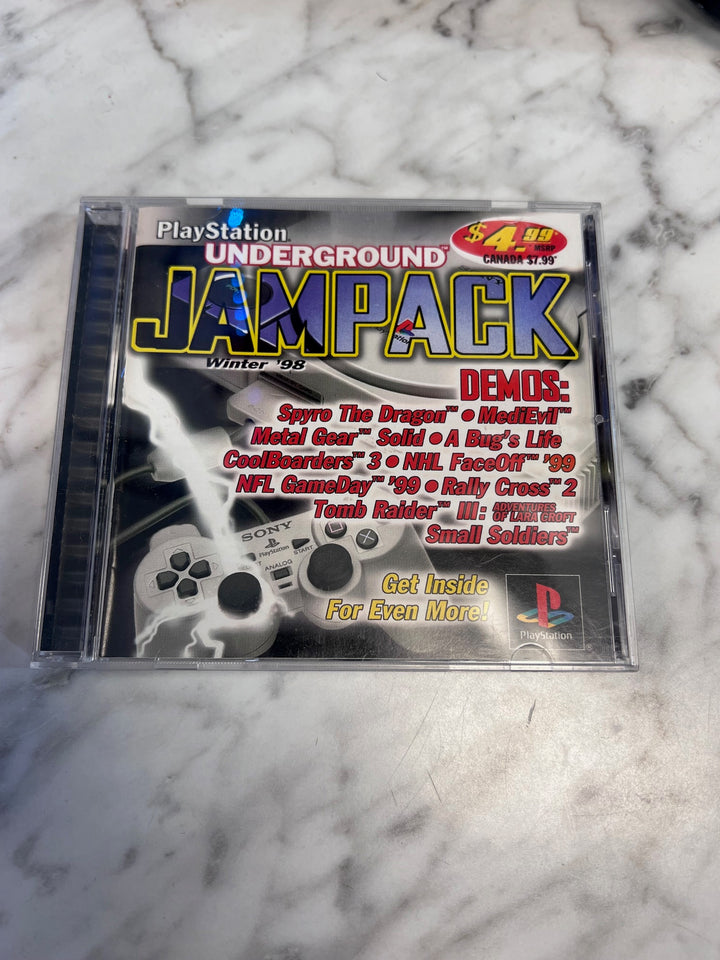 PlayStation
UNDERGROUND™
$4.99*
MSRP
CANADA $7.99*
JAMPACK
Winter '98
DEMOS:
Spyro The Dragon™ • MediEvil™
Metal Gear™ Solid • A Bug's Life
CoolBoarders™ 3 • NHL FaceOff™ '99
NFL GameDay™ '99 • Rally Cross™ 2
Tomb Raider™ III: ADVENTURES
OF LARA CROFT
Small Soldiers™
SONY
PlayStation
START
ANALOG
Get Inside
For Even More!
PlayStation
®